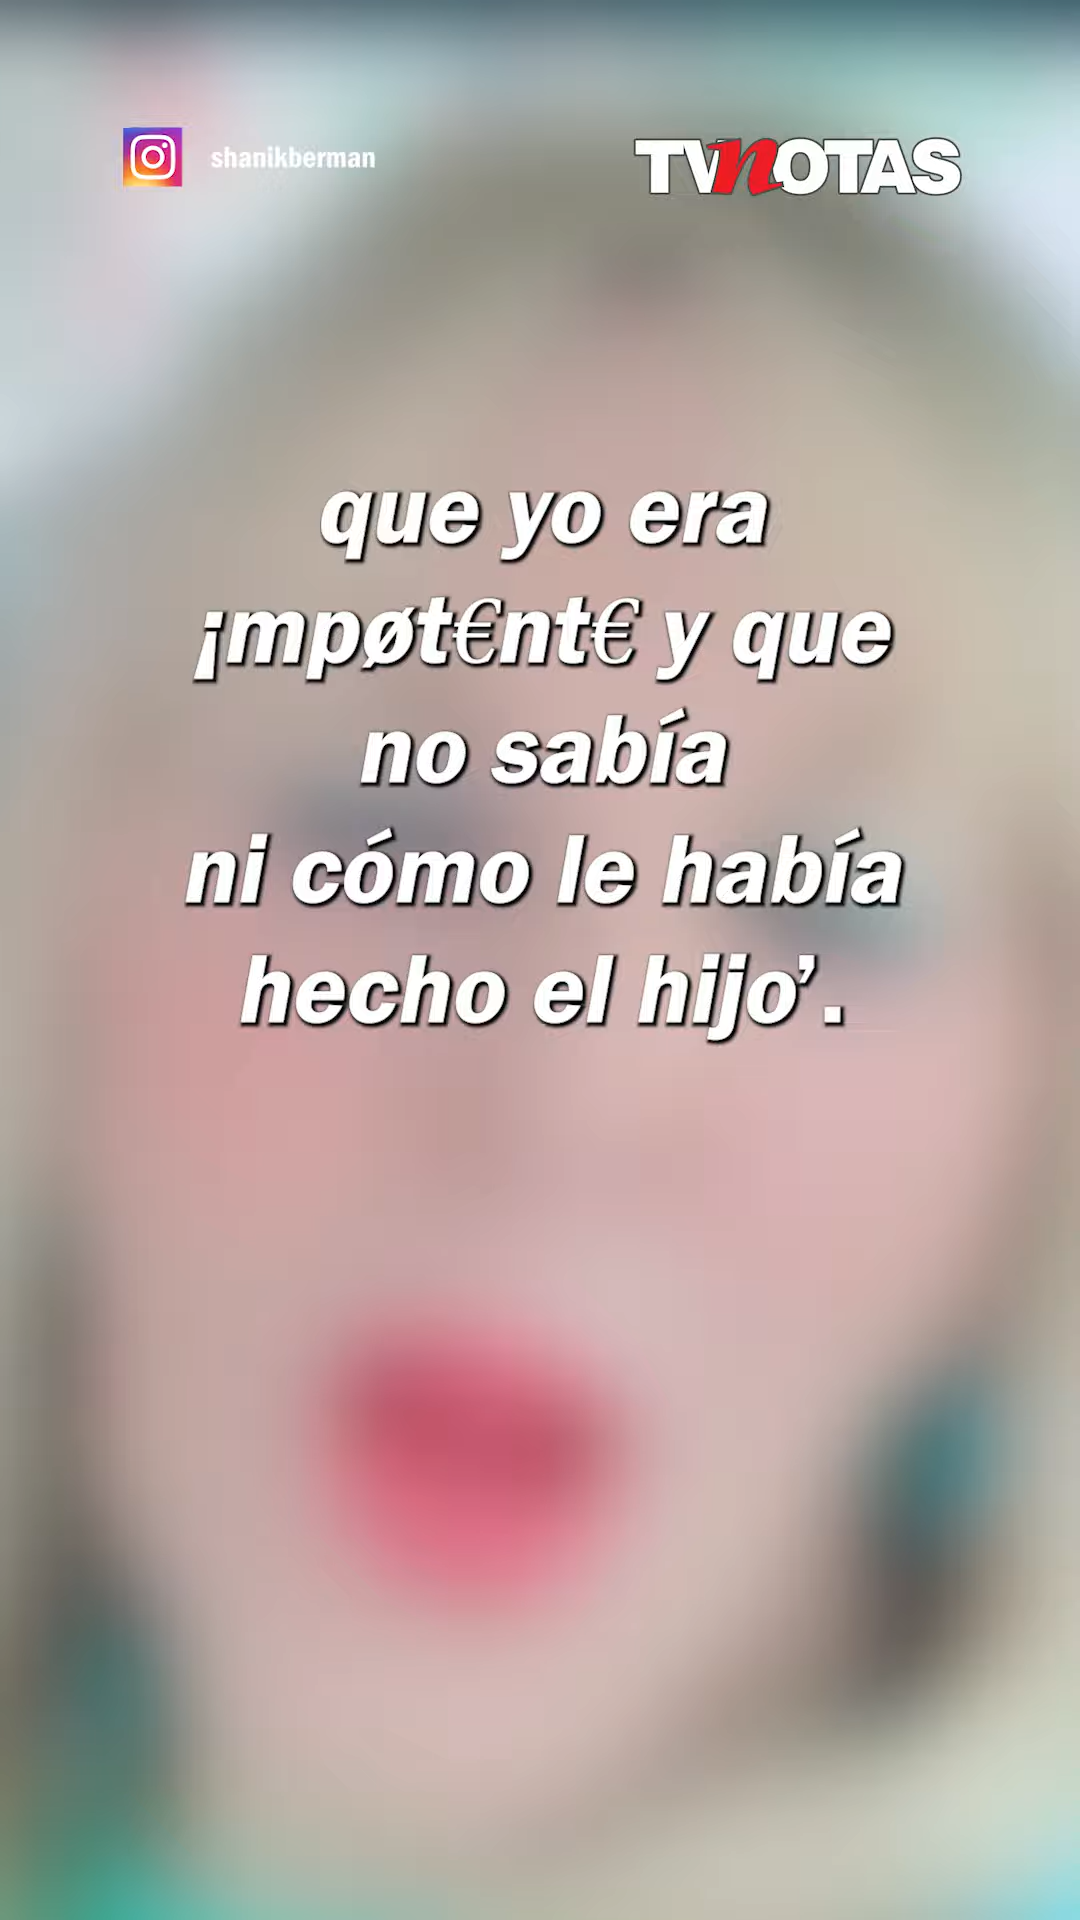 shanikberman
TVnOTAS
que yo era
¡mpøt€nt€ y que
no sabía
ni cómo le había
hecho el hijo’.